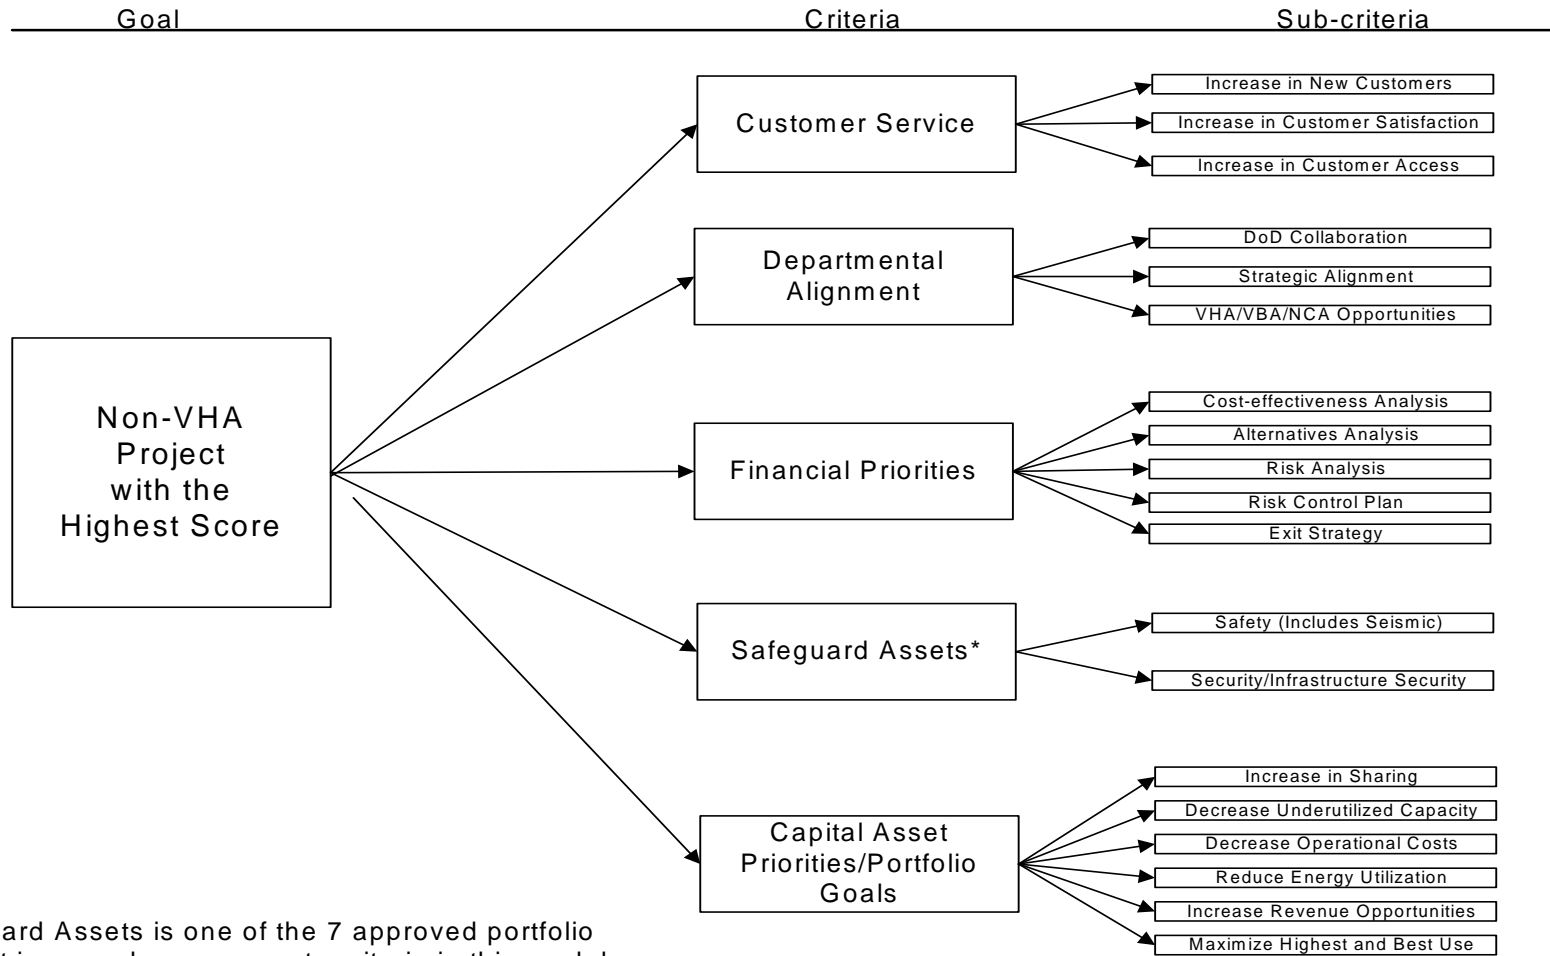 Goal Criteria Sub-criteria
Non-VHA
Project
with the
Highest Score
Customer Service
Increase in New Customers
Increase in Customer Satisfaction
Increase in Customer Access
Departmental
Alignment
DoD Collaboration
Strategic Alignment
VHA/VBA/NCA Opportunities
Financial Priorities
Cost-effectiveness Analysis
Alternatives Analysis
Risk Analysis
Risk Control Plan
Exit Strategy
Safeguard Assets*
Safety (Includes Seismic)
Security/Infrastructure Security
Capital Asset
Priorities/Portfolio
Goals
Increase in Sharing
Decrease Underutilized Capacity
Decrease Operational Costs
Reduce Energy Utilization
Increase Revenue Opportunities
Maximize Highest and Best Use
ard Assets is one of the 7 approved portfolio